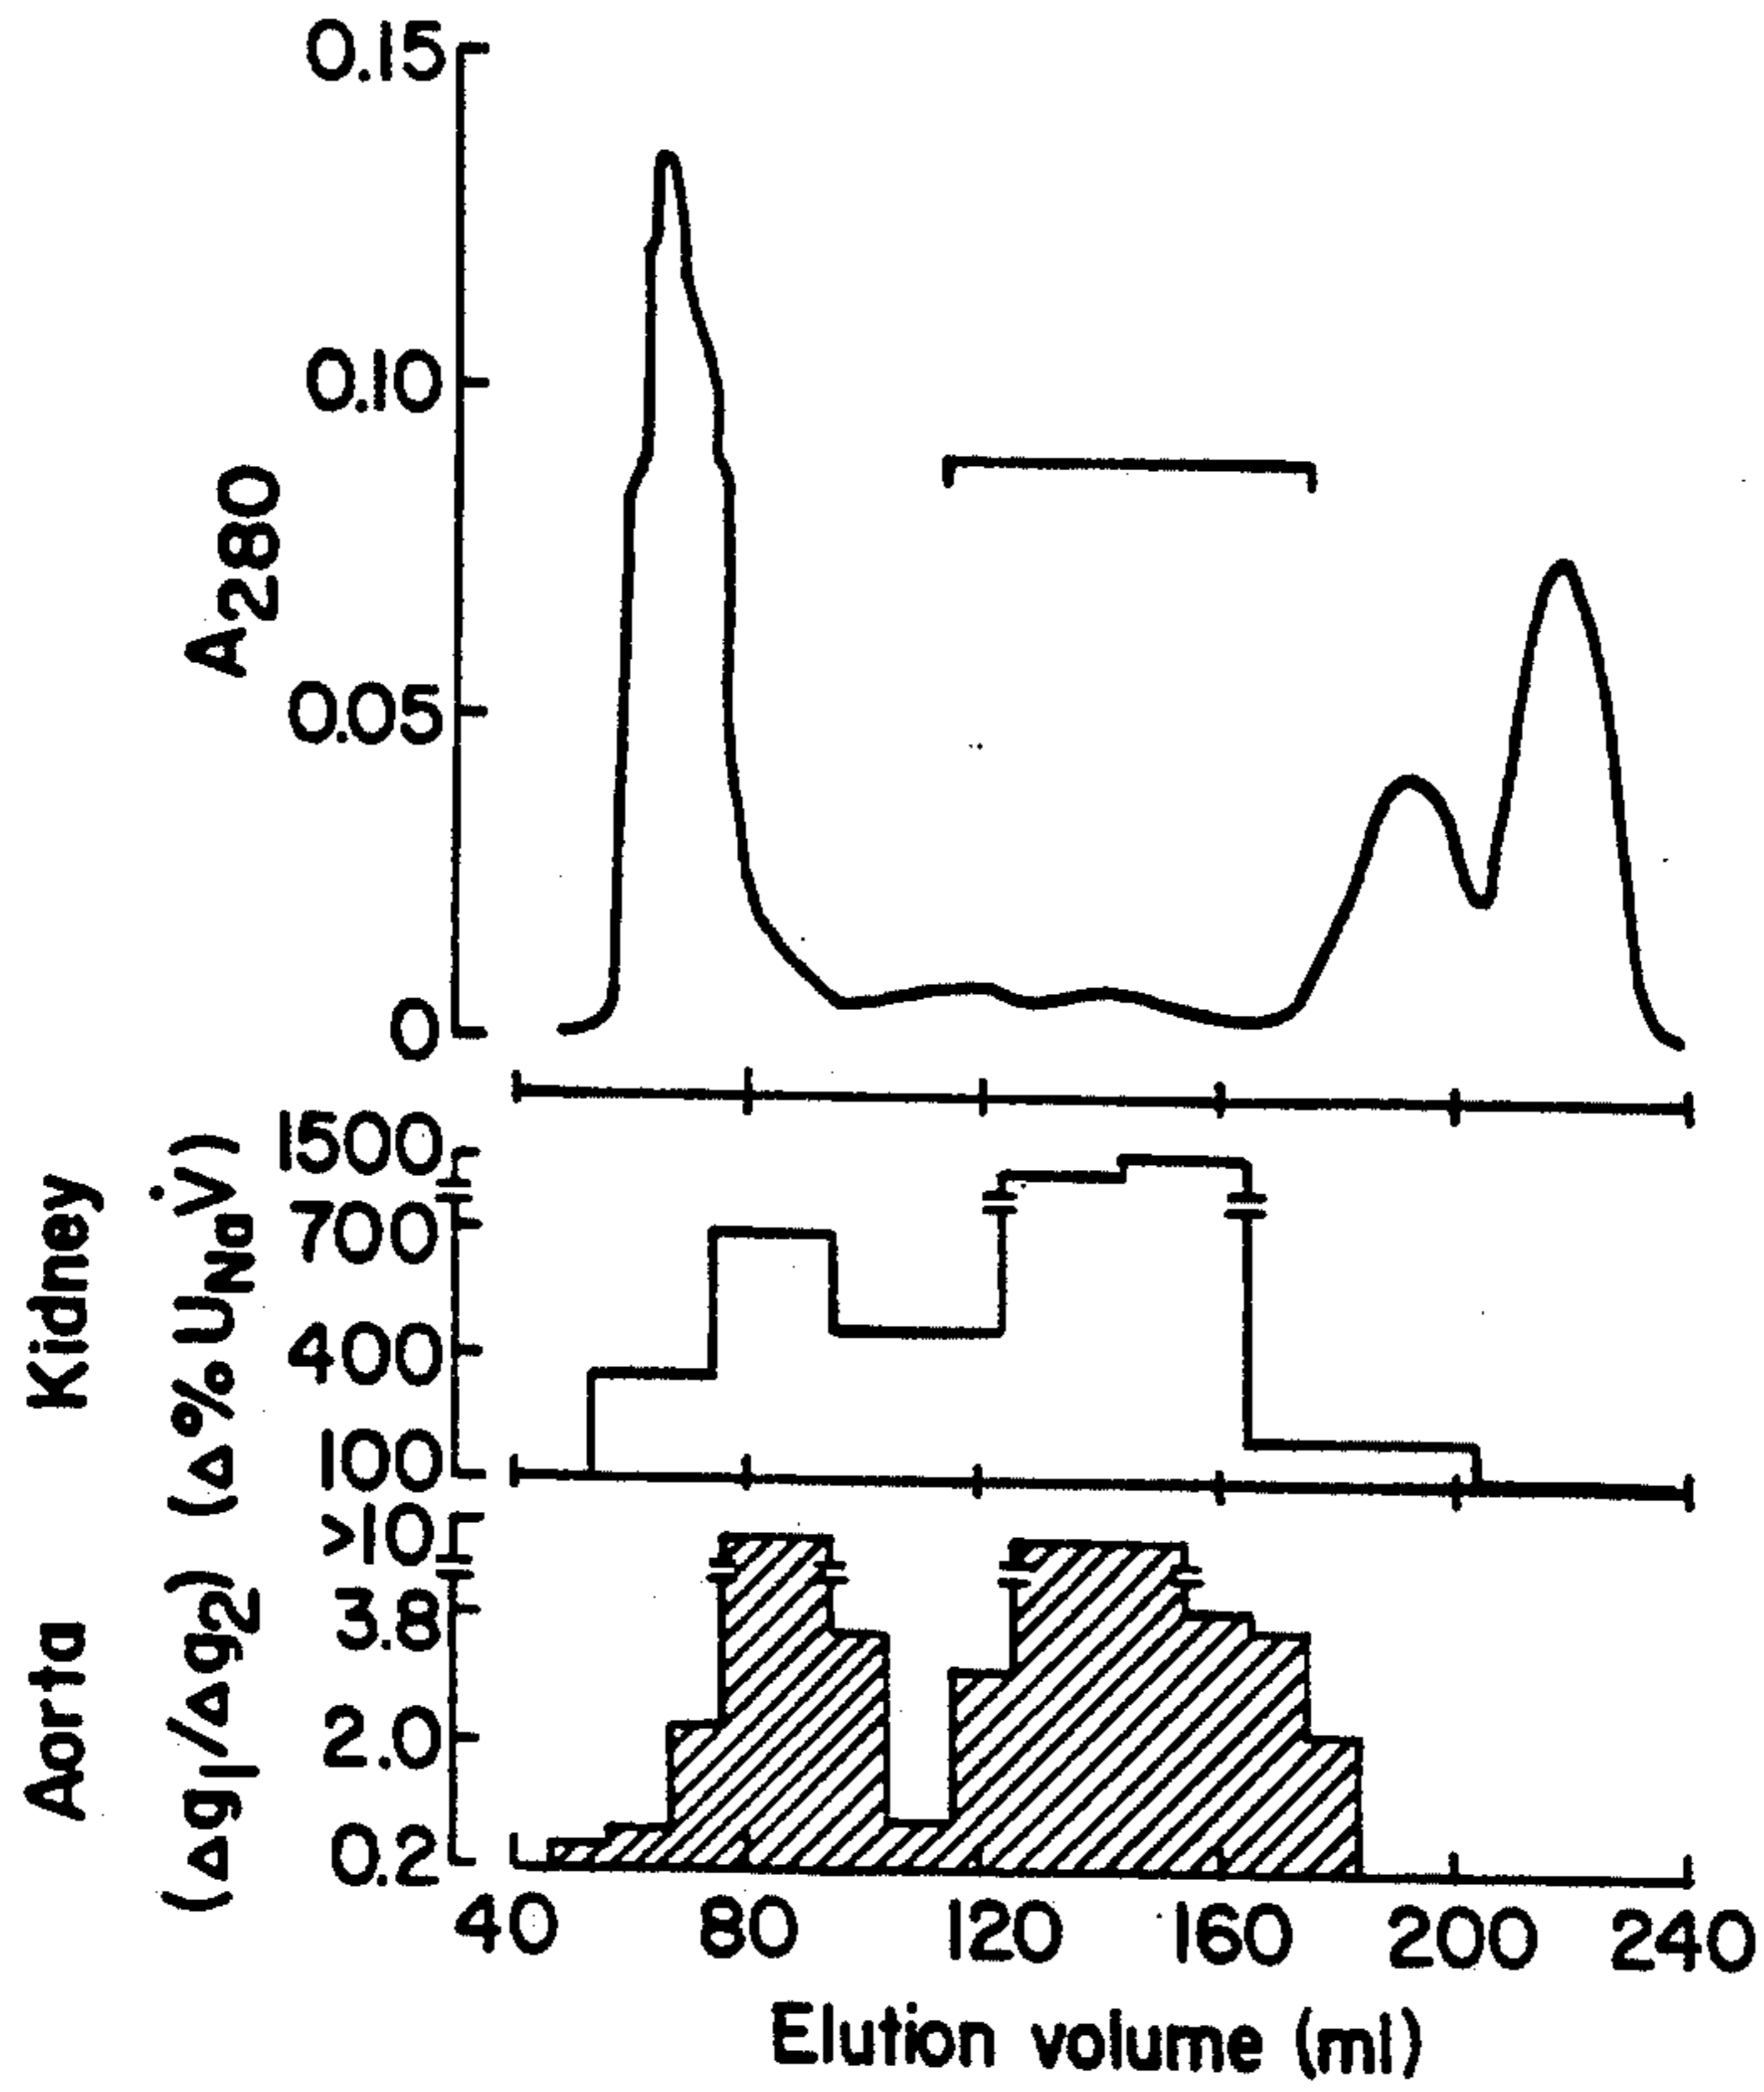 0.15
0.10
0.05
0
A280
1500
700
400
100
Kidney
(Δ% UNaV̇)
>10
3.8
2.0
0.2
Aorta
(Δg1/Δg2)
40 80 120 160 200 240
Elution volume (ml)